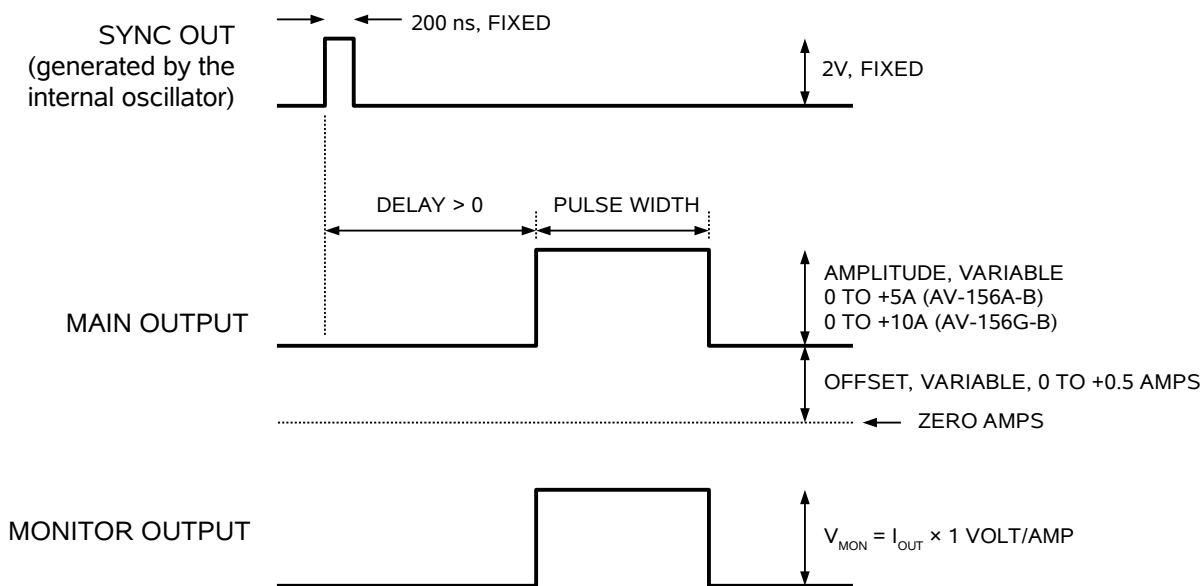 200 ns, FIXED
SYNC OUT
(generated by the
internal oscillator)
2V, FIXED
DELAY > 0
PULSE WIDTH
MAIN OUTPUT
AMPLITUDE, VARIABLE
0 TO +5A (AV-156A-B)
0 TO +10A (AV-156G-B)
OFFSET, VARIABLE, 0 TO +0.5 AMPS
ZERO AMPS
MONITOR OUTPUT
V_MON = I_OUT × 1 VOLT/AMP